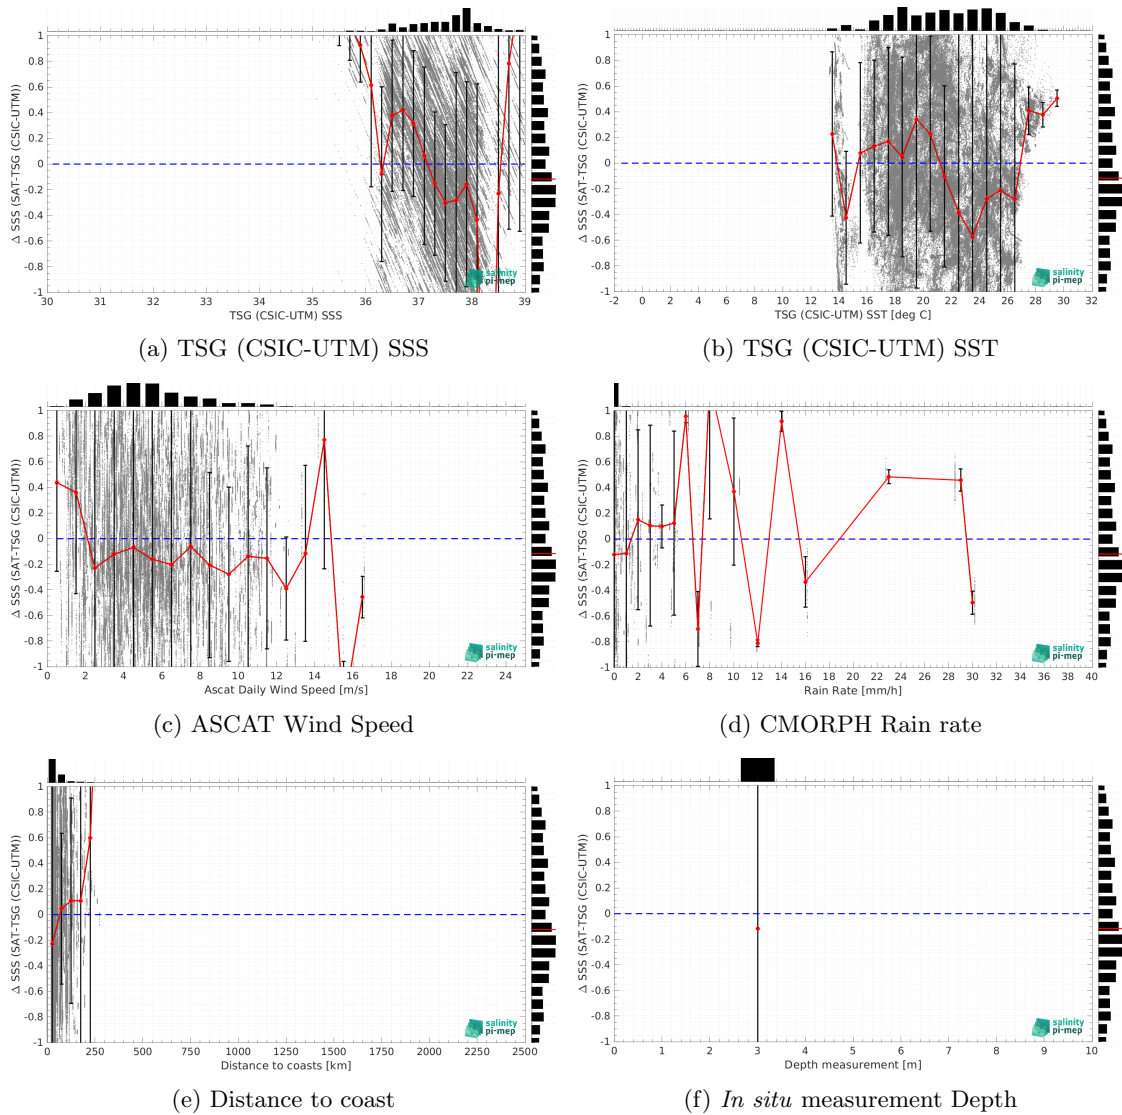 1
0.8
0.6
0.4
0.2
0
-0.2
-0.4
-0.6
-0.8
-1
Δ SSS (SAT-TSG (CSIC-UTM))
30 31 32 33 34 35 36 37 38 39
TSG (CSIC-UTM) SSS
salinity
pi-mep
(a) TSG (CSIC-UTM) SSS
1
0.8
0.6
0.4
0.2
0
-0.2
-0.4
-0.6
-0.8
-1
Δ SSS (SAT-TSG (CSIC-UTM))
-2 0 2 4 6 8 10 12 14 16 18 20 22 24 26 28 30 32
TSG (CSIC-UTM) SST [deg C]
salinity
pi-mep
(b) TSG (CSIC-UTM) SST
1
0.8
0.6
0.4
0.2
0
-0.2
-0.4
-0.6
-0.8
-1
Δ SSS (SAT-TSG (CSIC-UTM))
0 2 4 6 8 10 12 14 16 18 20 22 24
Ascat Daily Wind Speed [m/s]
salinity
pi-mep
(c) ASCAT Wind Speed
1
0.8
0.6
0.4
0.2
0
-0.2
-0.4
-0.6
-0.8
-1
Δ SSS (SAT-TSG (CSIC-UTM))
0 2 4 6 8 10 12 14 16 18 20 22 24 26 28 30 32 34 36 38 40
Rain Rate [mm/h]
salinity
pi-mep
(d) CMORPH Rain rate
1
0.8
0.6
0.4
0.2
0
-0.2
-0.4
-0.6
-0.8
-1
Δ SSS (SAT-TSG (CSIC-UTM))
0 250 500 750 1000 1250 1500 1750 2000 2250 2500
Distance to coasts [km]
salinity
pi-mep
(e) Distance to coast
1
0.8
0.6
0.4
0.2
0
-0.2
-0.4
-0.6
-0.8
-1
Δ SSS (SAT-TSG (CSIC-UTM))
0 1 2 3 4 5 6 7 8 9 10
Depth measurement [m]
salinity
pi-mep
(f) In situ measurement Depth